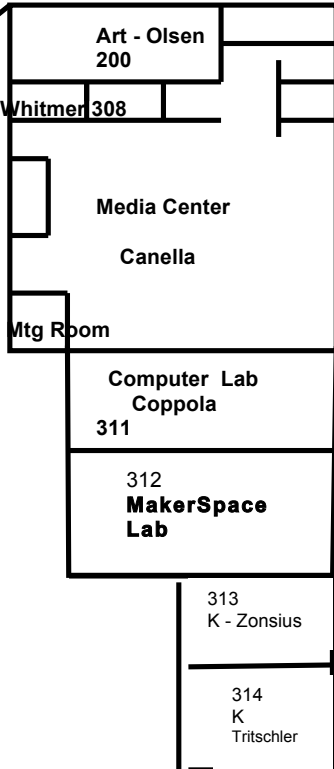 Art - Olsen
200
Whitmer 308
Media Center
Canella
Mtg Room
Computer Lab
Coppola
311
312
MakerSpace
Lab
313
K - Zonsius
314
K
Tritschler